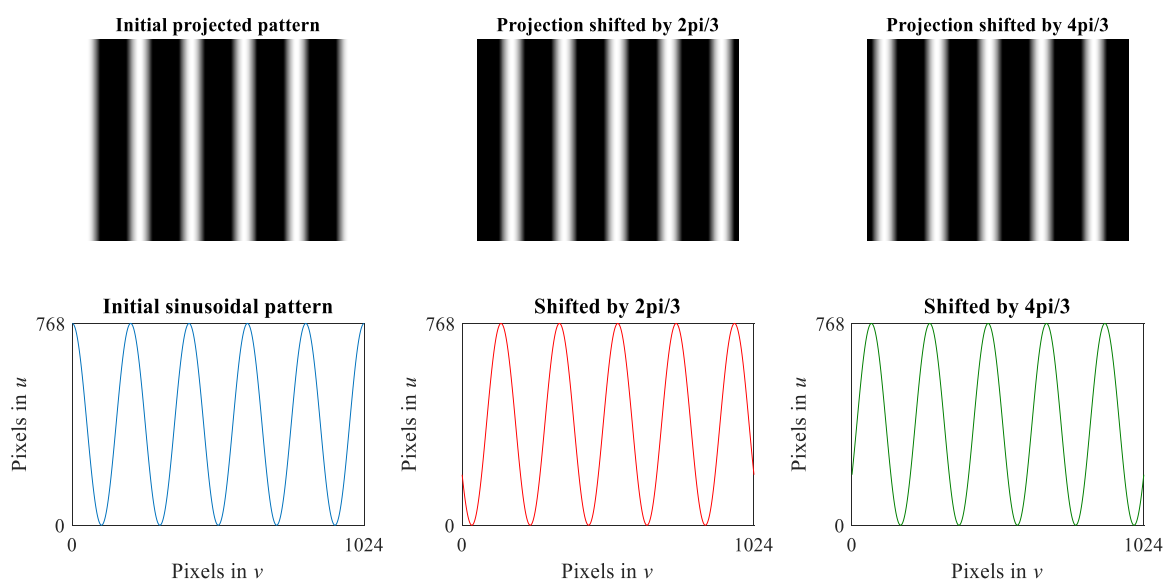 Initial projected pattern
Projection shifted by 2pi/3
Projection shifted by 4pi/3
Initial sinusoidal pattern
768
0
Pixels in u
0
1024
Pixels in v
Shifted by 2pi/3
768
0
Pixels in u
0
1024
Pixels in v
Shifted by 4pi/3
768
0
Pixels in u
0
1024
Pixels in v